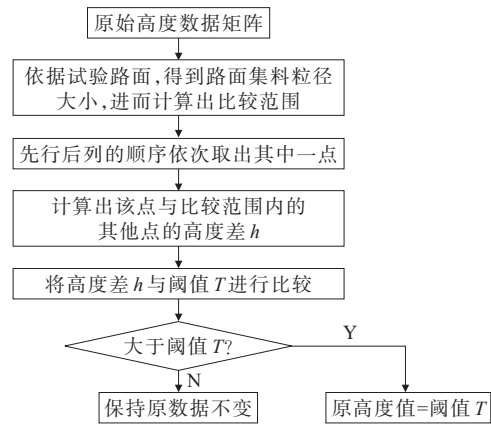 原始高度数据矩阵
依据试验路面,得到路面集料粒径
大小,进而计算出比较范围
先行后列的顺序依次取出其中一点
计算出该点与比较范围内的
其他点的高度差h
将高度差h与阈值T进行比较
大于阈值T?
Y
N
保持原数据不变
原高度值=阈值T